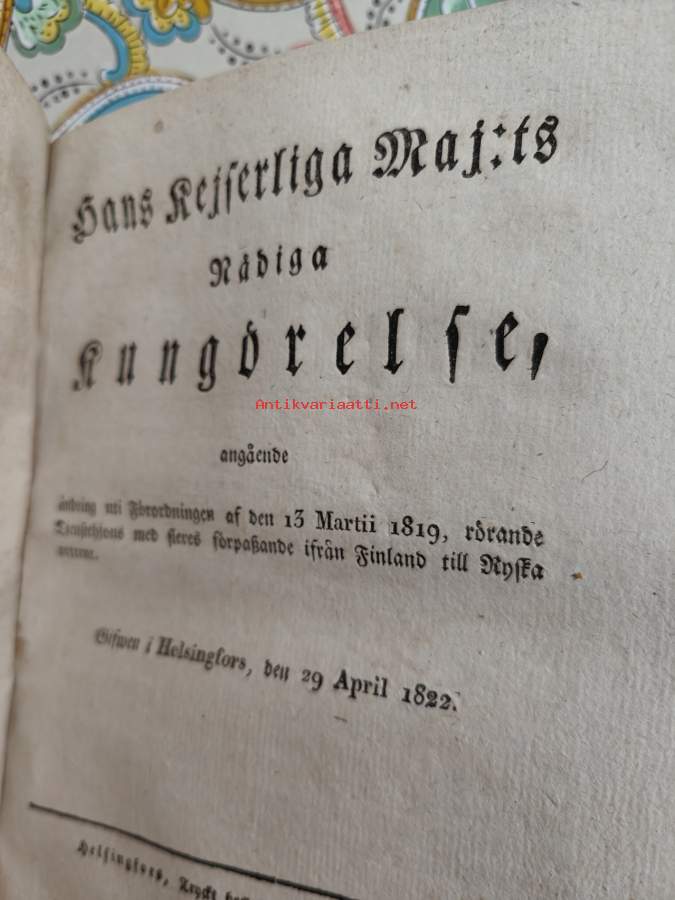 Hans Kejserliga Maj:ts
Nådiga
Kungörelse,
Antikvariaatti.net
angående
ändring uti Förordningen af den 13 Martii 1819, rörande
med fleres förpaßande ifrån Finland till Ryska
Gifwen i Helsingfors, den 29 April 1822.
Helsingfors, Tryckt